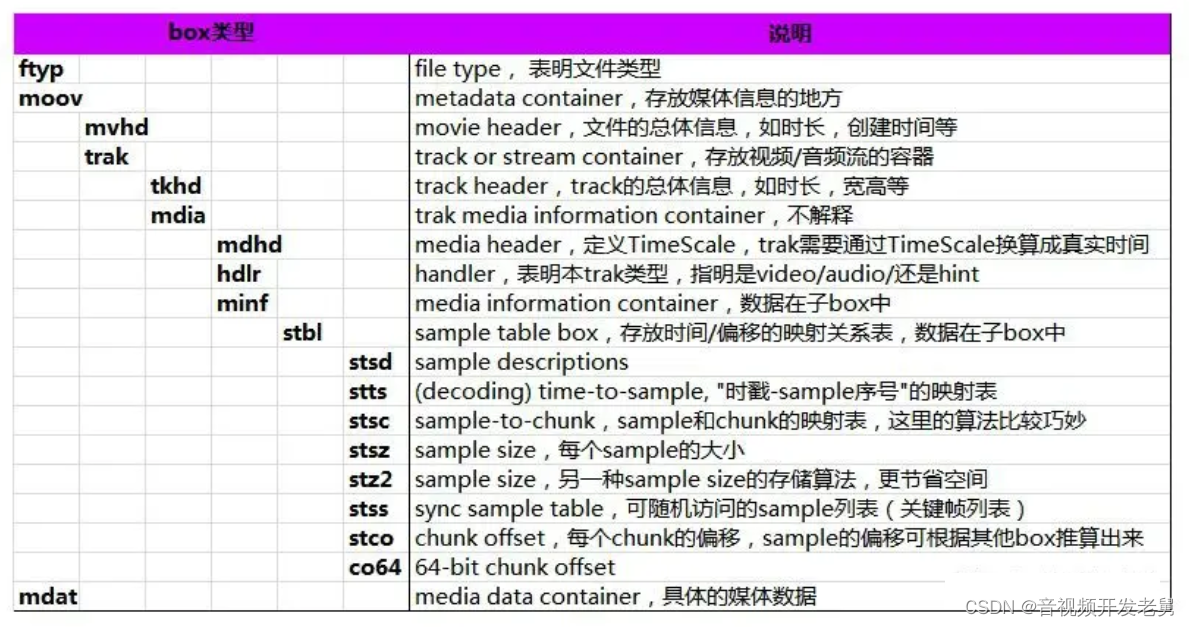 box类型 说明
ftyp file type， 表明文件类型
moov metadata container，存放媒体信息的地方
mvhd movie header，文件的总体信息，如时长，创建时间等
trak track or stream container，存放视频/音频流的容器
tkhd track header，track的总体信息，如时长，宽高等
mdia trak media information container，不解释
mdhd media header，定义TimeScale，trak需要通过TimeScale换算成真实时间
hdlr handler，表明本trak类型，指明是video/audio/还是hint
minf media information container，数据在子box中
stbl sample table box，存放时间/偏移的映射关系表，数据在子box中
stsd sample descriptions
stts (decoding) time-to-sample, "时戳-sample序号"的映射表
stsc sample-to-chunk，sample和chunk的映射表，这里的算法比较巧妙
stsz sample size，每个sample的大小
stz2 sample size，另一种sample size的存储算法，更节省空间
stss sync sample table，可随机访问的sample列表（关键帧列表）
stco chunk offset，每个chunk的偏移，sample的偏移可根据其他box推算出来
co64 64-bit chunk offset
mdat media data container，具体的媒体数据
CSDN @音视频开发老舅